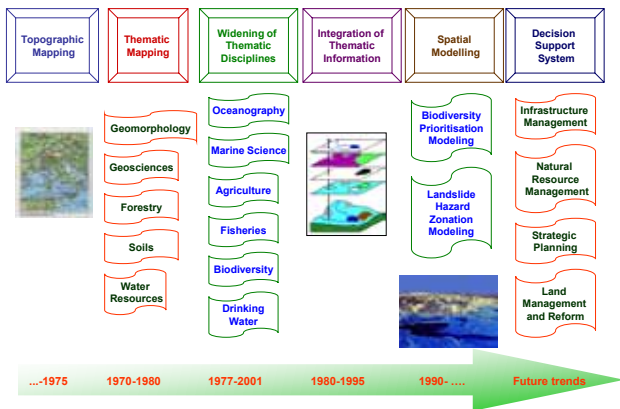 Topographic
Mapping
Thematic
Mapping
Widening of
Thematic
Disciplines
Integration of
Thematic
Information
Spatial
Modelling
Decision
Support
System
Geomorphology
Geosciences
Forestry
Soils
Water
Resources
Oceanography
Marine Science
Agriculture
Fisheries
Biodiversity
Drinking
Water
Biodiversity
Prioritisation
Modeling
Landslide
Hazard
Zonation
Modeling
Infrastructure
Management
Natural
Resource
Management
Strategic
Planning
Land
Management
and Reform
...-1975
1970-1980
1977-2001
1980-1995
1990- ....
Future trends